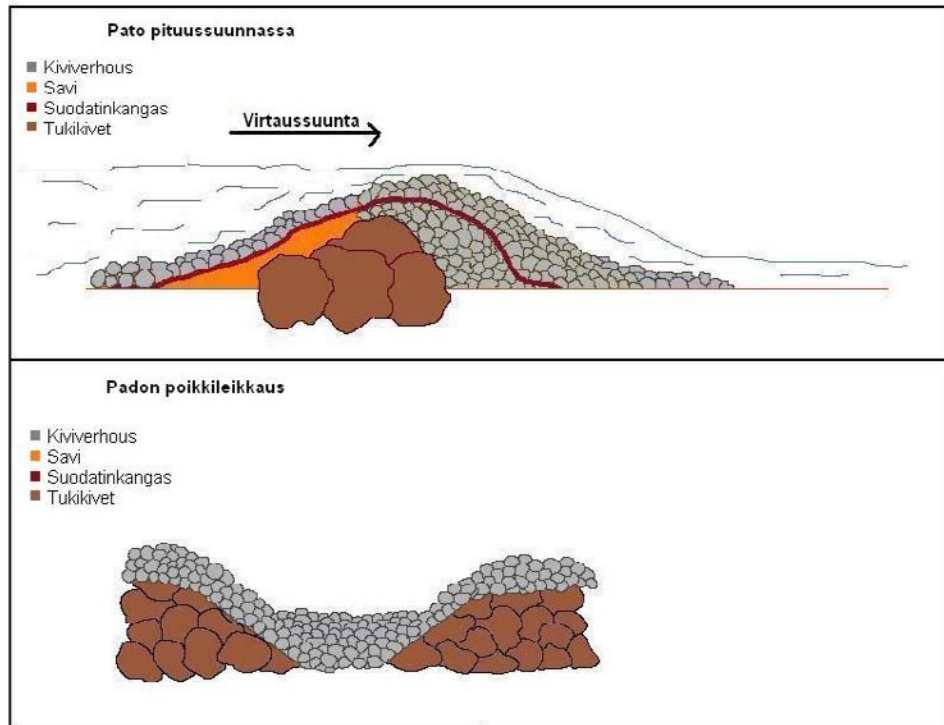 Pato pituussuunnassa
Kiviverhous
Savi
Suodatinkangas
Tukikivet
Virtaussuunta
Padon poikkileikkaus
Kiviverhous
Savi
Suodatinkangas
Tukikivet